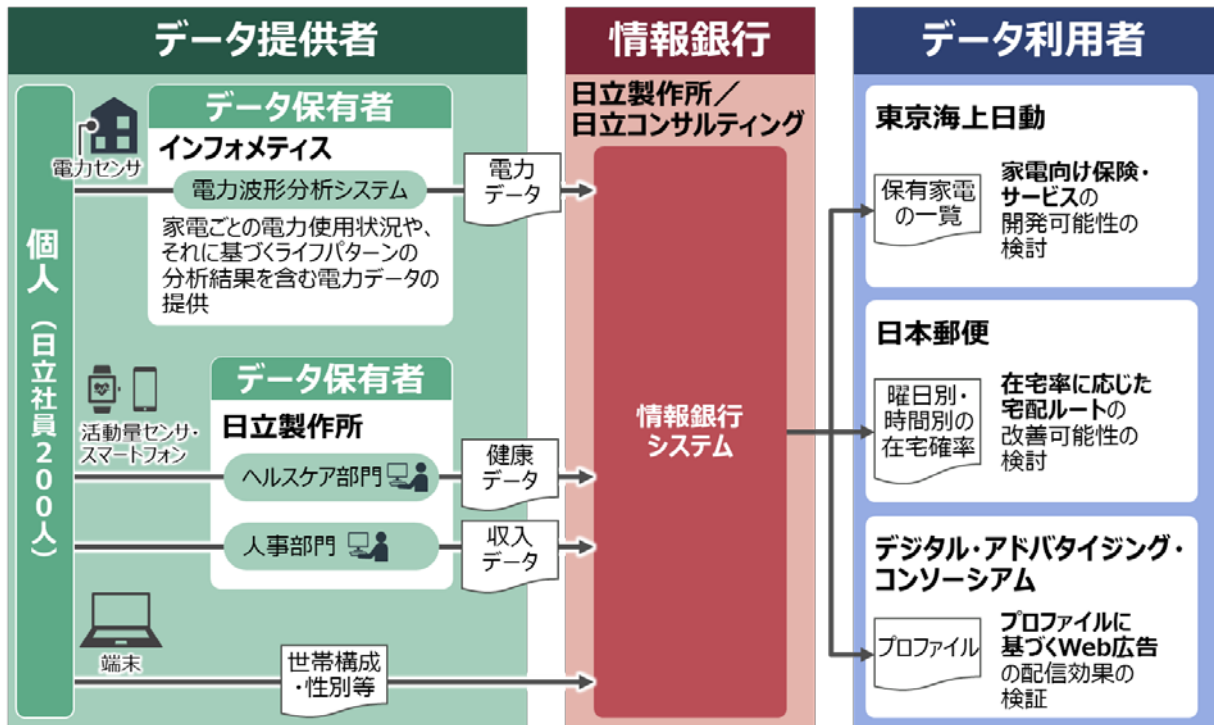 データ提供者
個人（日立社員200人）
電力センサ
データ保有者
インフォメティス
電力波形分析システム
家電ごとの電力使用状況や、
それに基づくライフパターンの
分析結果を含む電力データの
提供
電力
データ
活動量センサ・
スマートフォン
データ保有者
日立製作所
ヘルスケア部門
健康
データ
人事部門
収入
データ
端末
世帯構成
・性別等
情報銀行
日立製作所／
日立コンサルティング
情報銀行
システム
データ利用者
東京海上日動
保有家電
の一覧
家電向け保険・
サービスの
開発可能性の
検討
日本郵便
曜日別・
時間別の
在宅確率
在宅率に応じた
宅配ルートの
改善可能性の
検討
デジタル・アドバタイジング・
コンソーシアム
プロファイル
プロファイルに
基づくWeb広告
の配信効果の
検証